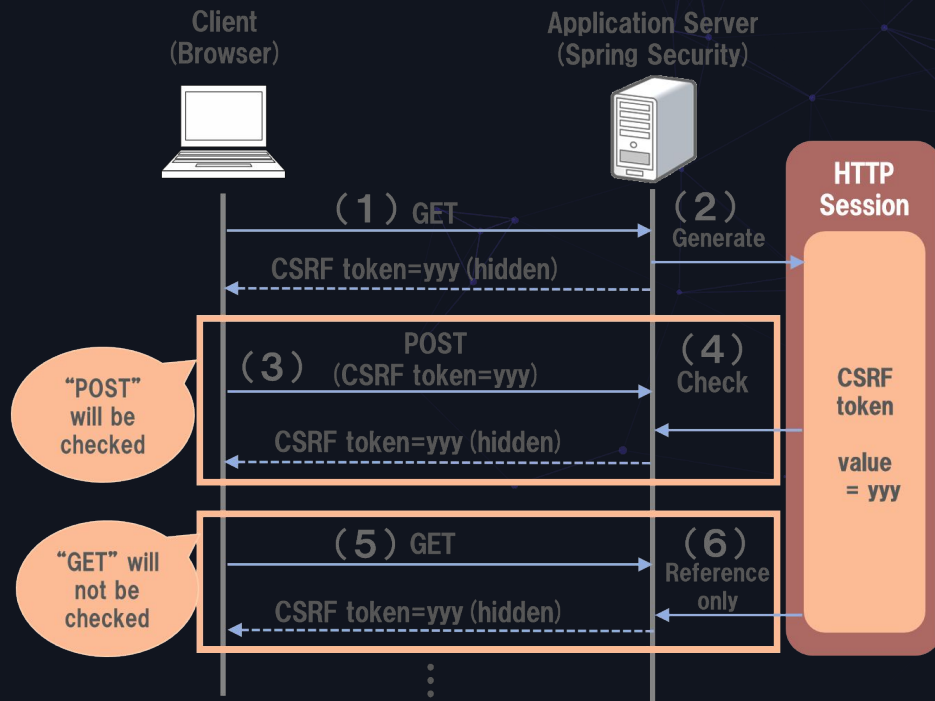 Client
(Browser)
Application Server
(Spring Security)
HTTP
Session
(1) GET
(2)
Generate
CSRF token=yyy (hidden)
"POST"
will be
checked
(3)
POST
(CSRF token=yyy)
(4)
Check
CSRF token=yyy (hidden)
CSRF
token
value
= yyy
"GET" will
not be
checked
(5) GET
(6)
Reference
only
CSRF token=yyy (hidden)